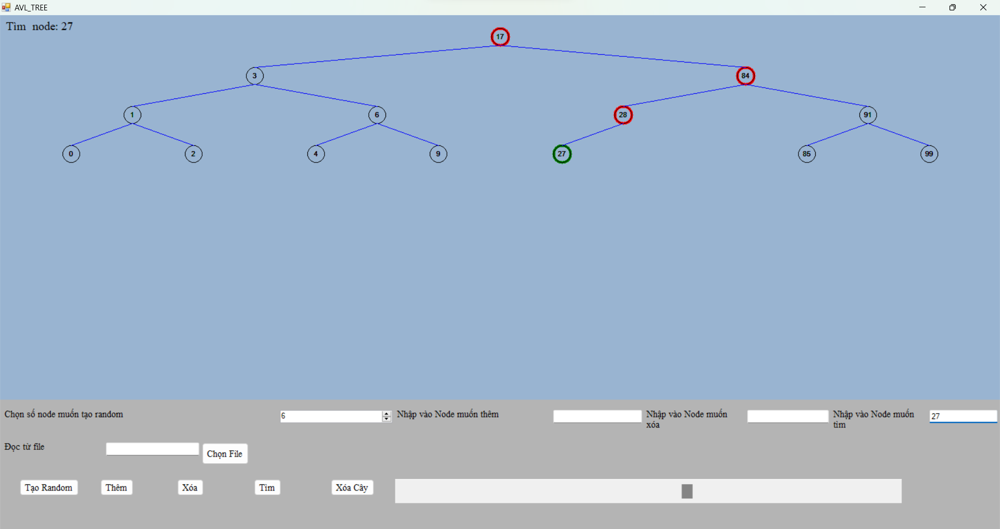 AVL_TREE
Tìm node: 27
17
3
84
1
6
28
91
0
2
4
9
27
85
99
Chọn số node muốn tạo random
6
Nhập vào Node muốn thêm
Nhập vào Node muốn
xóa
Nhập vào Node muốn
tìm
27
Đọc từ file
Chọn File
Tạo Random
Thêm
Xóa
Tìm
Xóa Cây